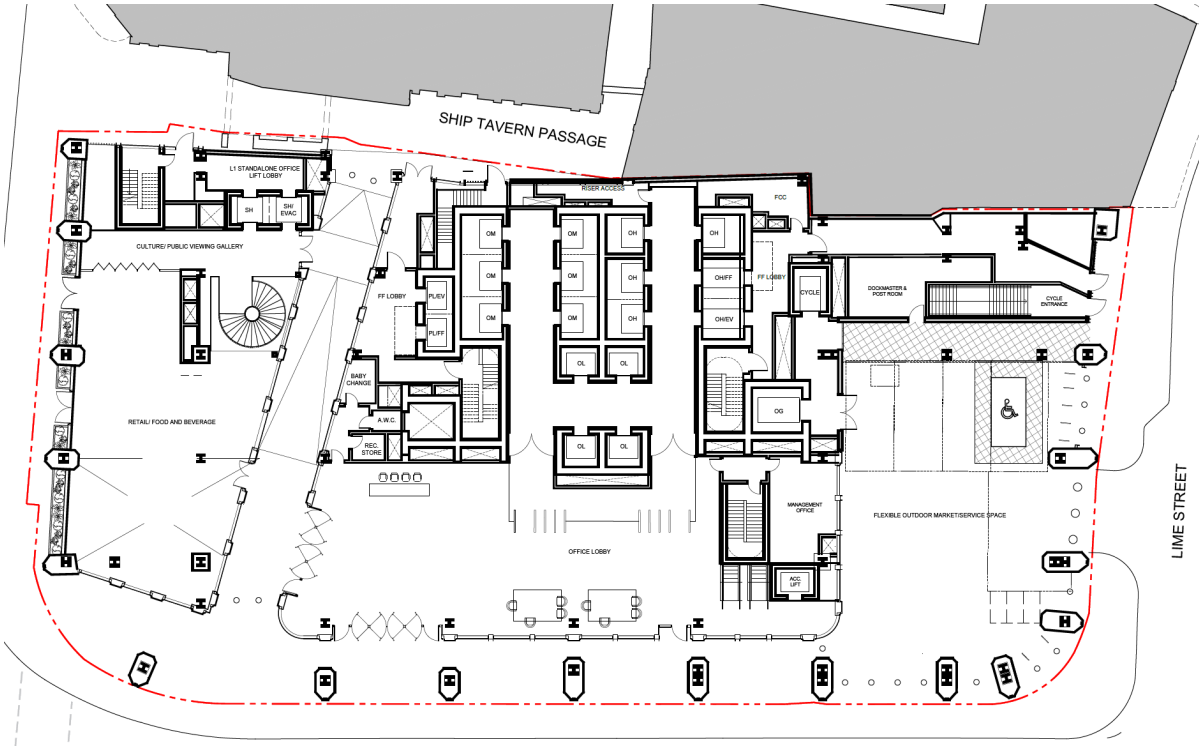 SHIP TAVERN PASSAGE
L1 STANDALONE OFFICE
LIFT LOBBY
RISER ACCESS
FCC
SH
SH/
EVAC
CULTURE/ PUBLIC VIEWING GALLERY
OM
OM
OH
OH
FF LOBBY
PL/EV
OM
OM
OH
OH/FF
FF LOBBY
CYCLE
DOCKMASTER &
POST ROOM
CYCLE
ENTRANCE
PL/FF
OM
OM
OH
OH/EV
OL
OL
BABY
CHANGE
OG
RETAIL/ FOOD AND BEVERAGE
A.W.C.
REC.
STORE
OL
OL
MANAGEMENT
OFFICE
FLEXIBLE OUTDOOR MARKET/SERVICE SPACE
OFFICE LOBBY
ACC.
LIFT
LIME STREET